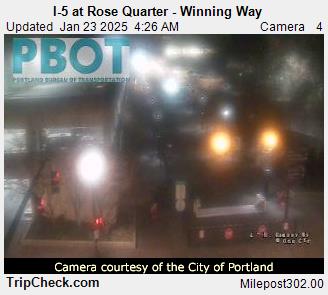 I-5 at Rose Quarter - Winning Way
Updated Jan 23 2025 4:26 AM Camera 4
PBOT
PORTLAND BUREAU OF TRANSPORTATION
Camera courtesy of the City of Portland
TripCheck.com Milepost302.00